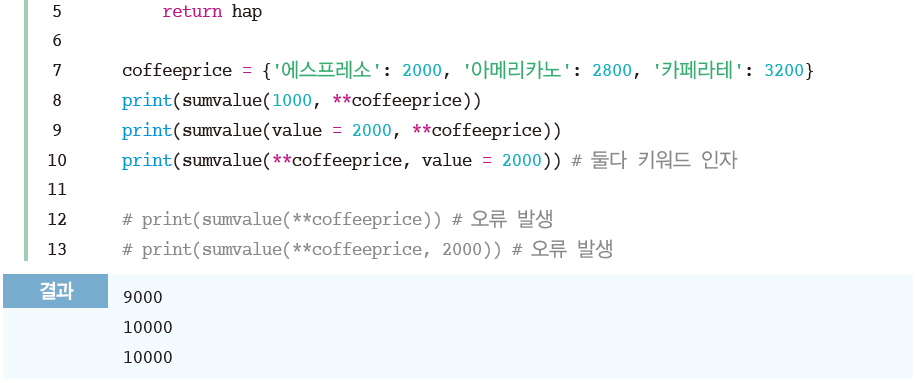 5 return hap
6
7 coffeeprice = {'에스프레소': 2000, '아메리카노': 2800, '카페라테': 3200}
8 print(sumvalue(1000, **coffeeprice))
9 print(sumvalue(value = 2000, **coffeeprice))
10 print(sumvalue(**coffeeprice, value = 2000)) # 둘다 키워드 인자
11
12 # print(sumvalue(**coffeeprice)) # 오류 발생
13 # print(sumvalue(**coffeeprice, 2000)) # 오류 발생
결과
9000
10000
10000